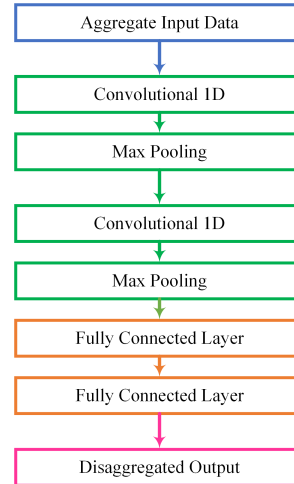 Aggregate Input Data
Convolutional 1D
Max Pooling
Convolutional 1D
Max Pooling
Fully Connected Layer
Fully Connected Layer
Disaggregated Output